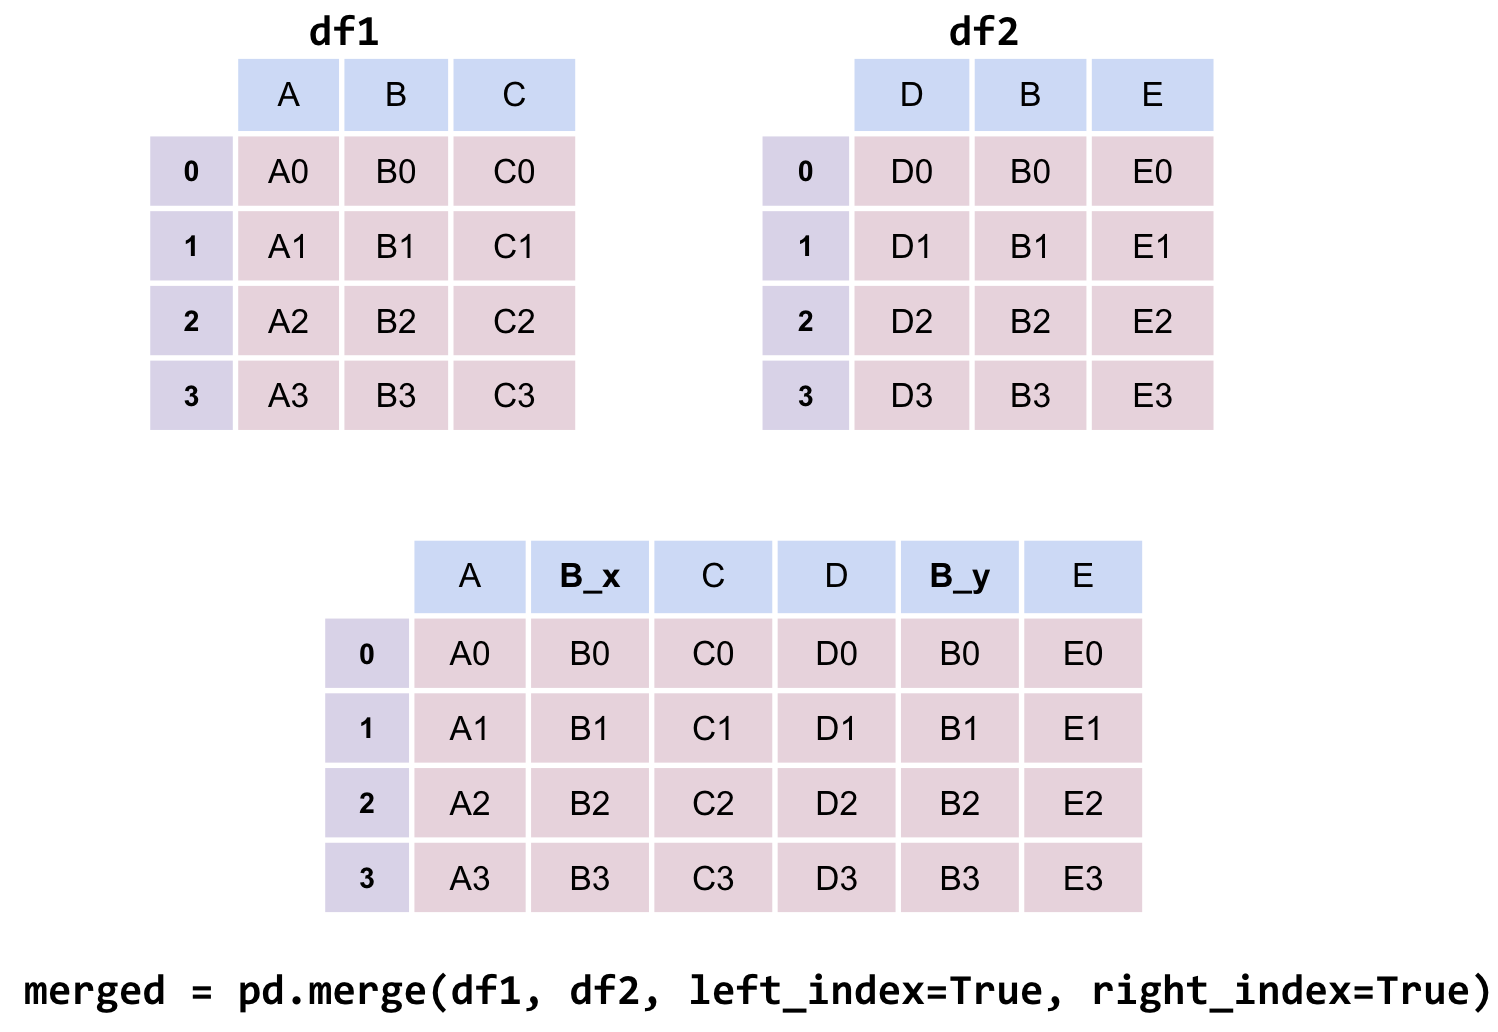 df1
A B C
0 A0 B0 C0
1 A1 B1 C1
2 A2 B2 C2
3 A3 B3 C3
df2
D B E
0 D0 B0 E0
1 D1 B1 E1
2 D2 B2 E2
3 D3 B3 E3
A B_x C D B_y E
0 A0 B0 C0 D0 B0 E0
1 A1 B1 C1 D1 B1 E1
2 A2 B2 C2 D2 B2 E2
3 A3 B3 C3 D3 B3 E3
merged = pd.merge(df1, df2, left_index=True, right_index=True)